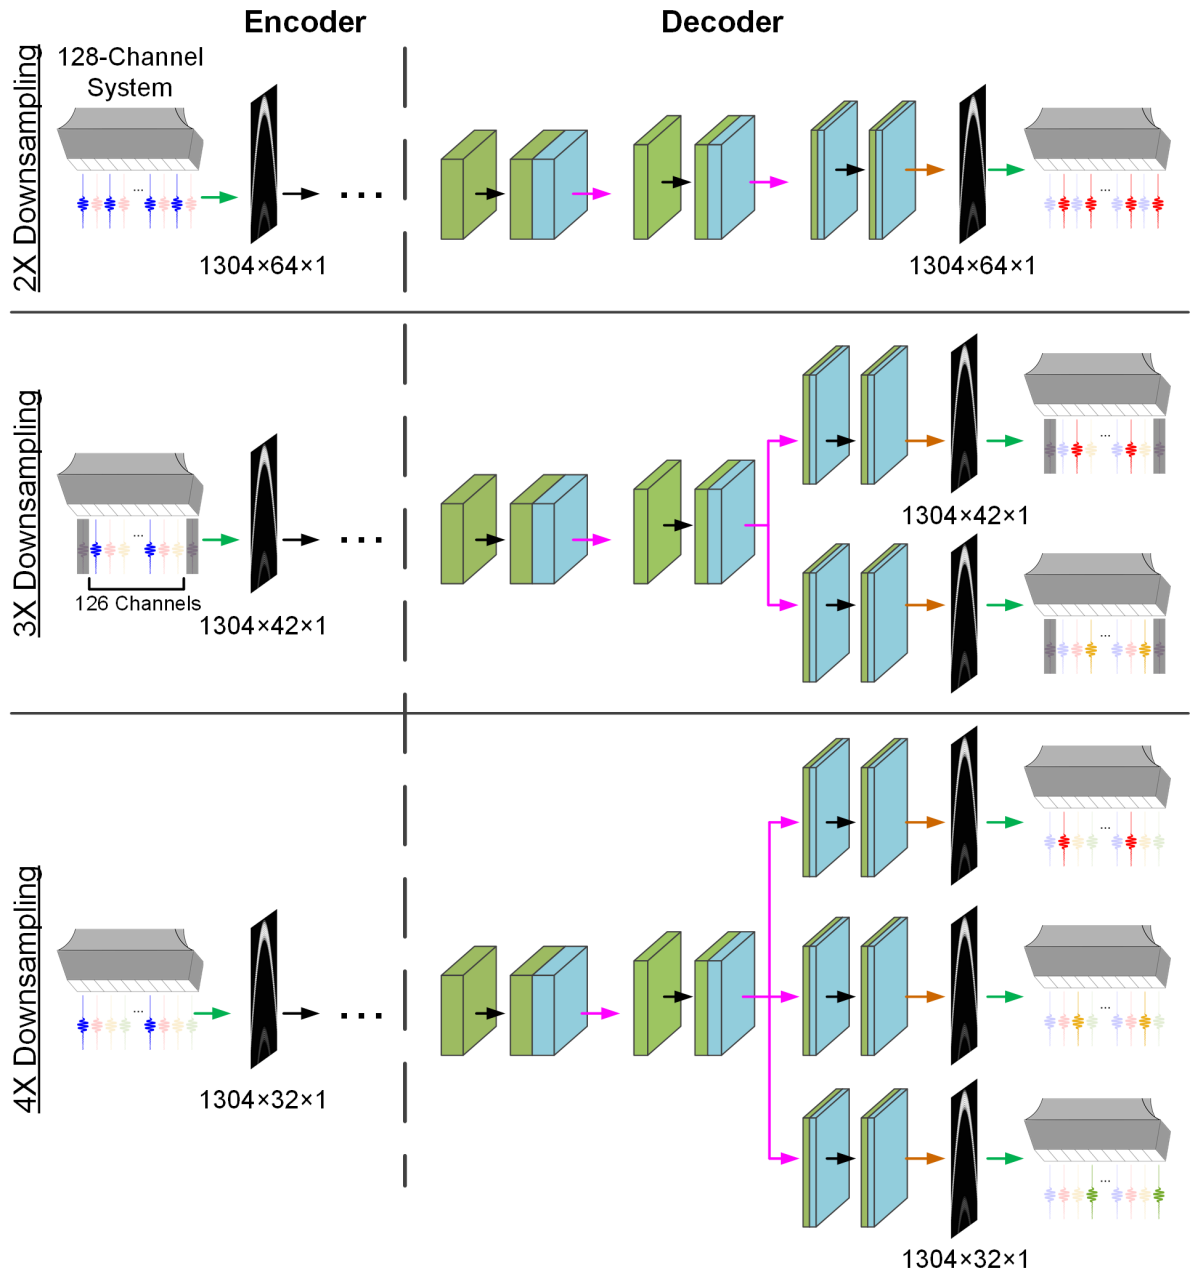 Encoder
Decoder
2X Downsampling
128-Channel
System
...
...
1304×64×1
1304×64×1
...
3X Downsampling
...
...
126 Channels
1304×42×1
...
1304×42×1
...
4X Downsampling
...
...
1304×32×1
...
...
...
1304×32×1